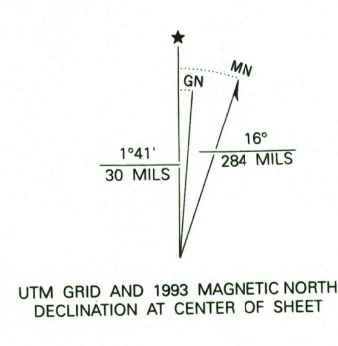 MN
GN
1°41'
30 MILS
16°
284 MILS
UTM GRID AND 1993 MAGNETIC NORTH
DECLINATION AT CENTER OF SHEET